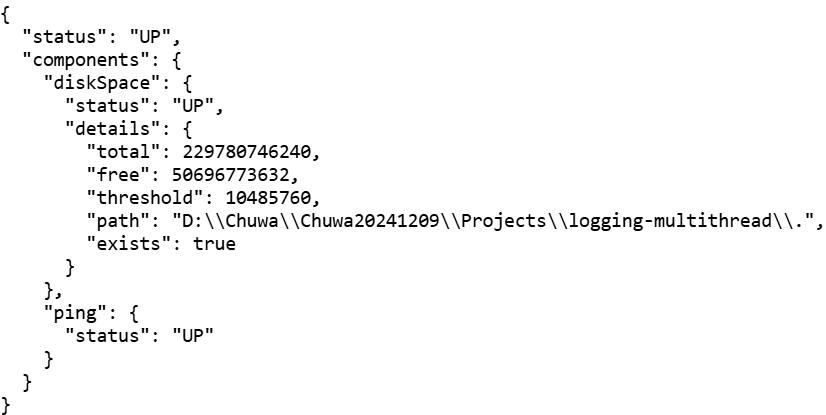 {
  "status": "UP",
  "components": {
    "diskSpace": {
      "status": "UP",
      "details": {
        "total": 229780746240,
        "free": 50696773632,
        "threshold": 10485760,
        "path": "D:\\Chuwa\\Chuwa20241209\\Projects\\logging-multithread\\.",
        "exists": true
      }
    },
    "ping": {
      "status": "UP"
    }
  }
}